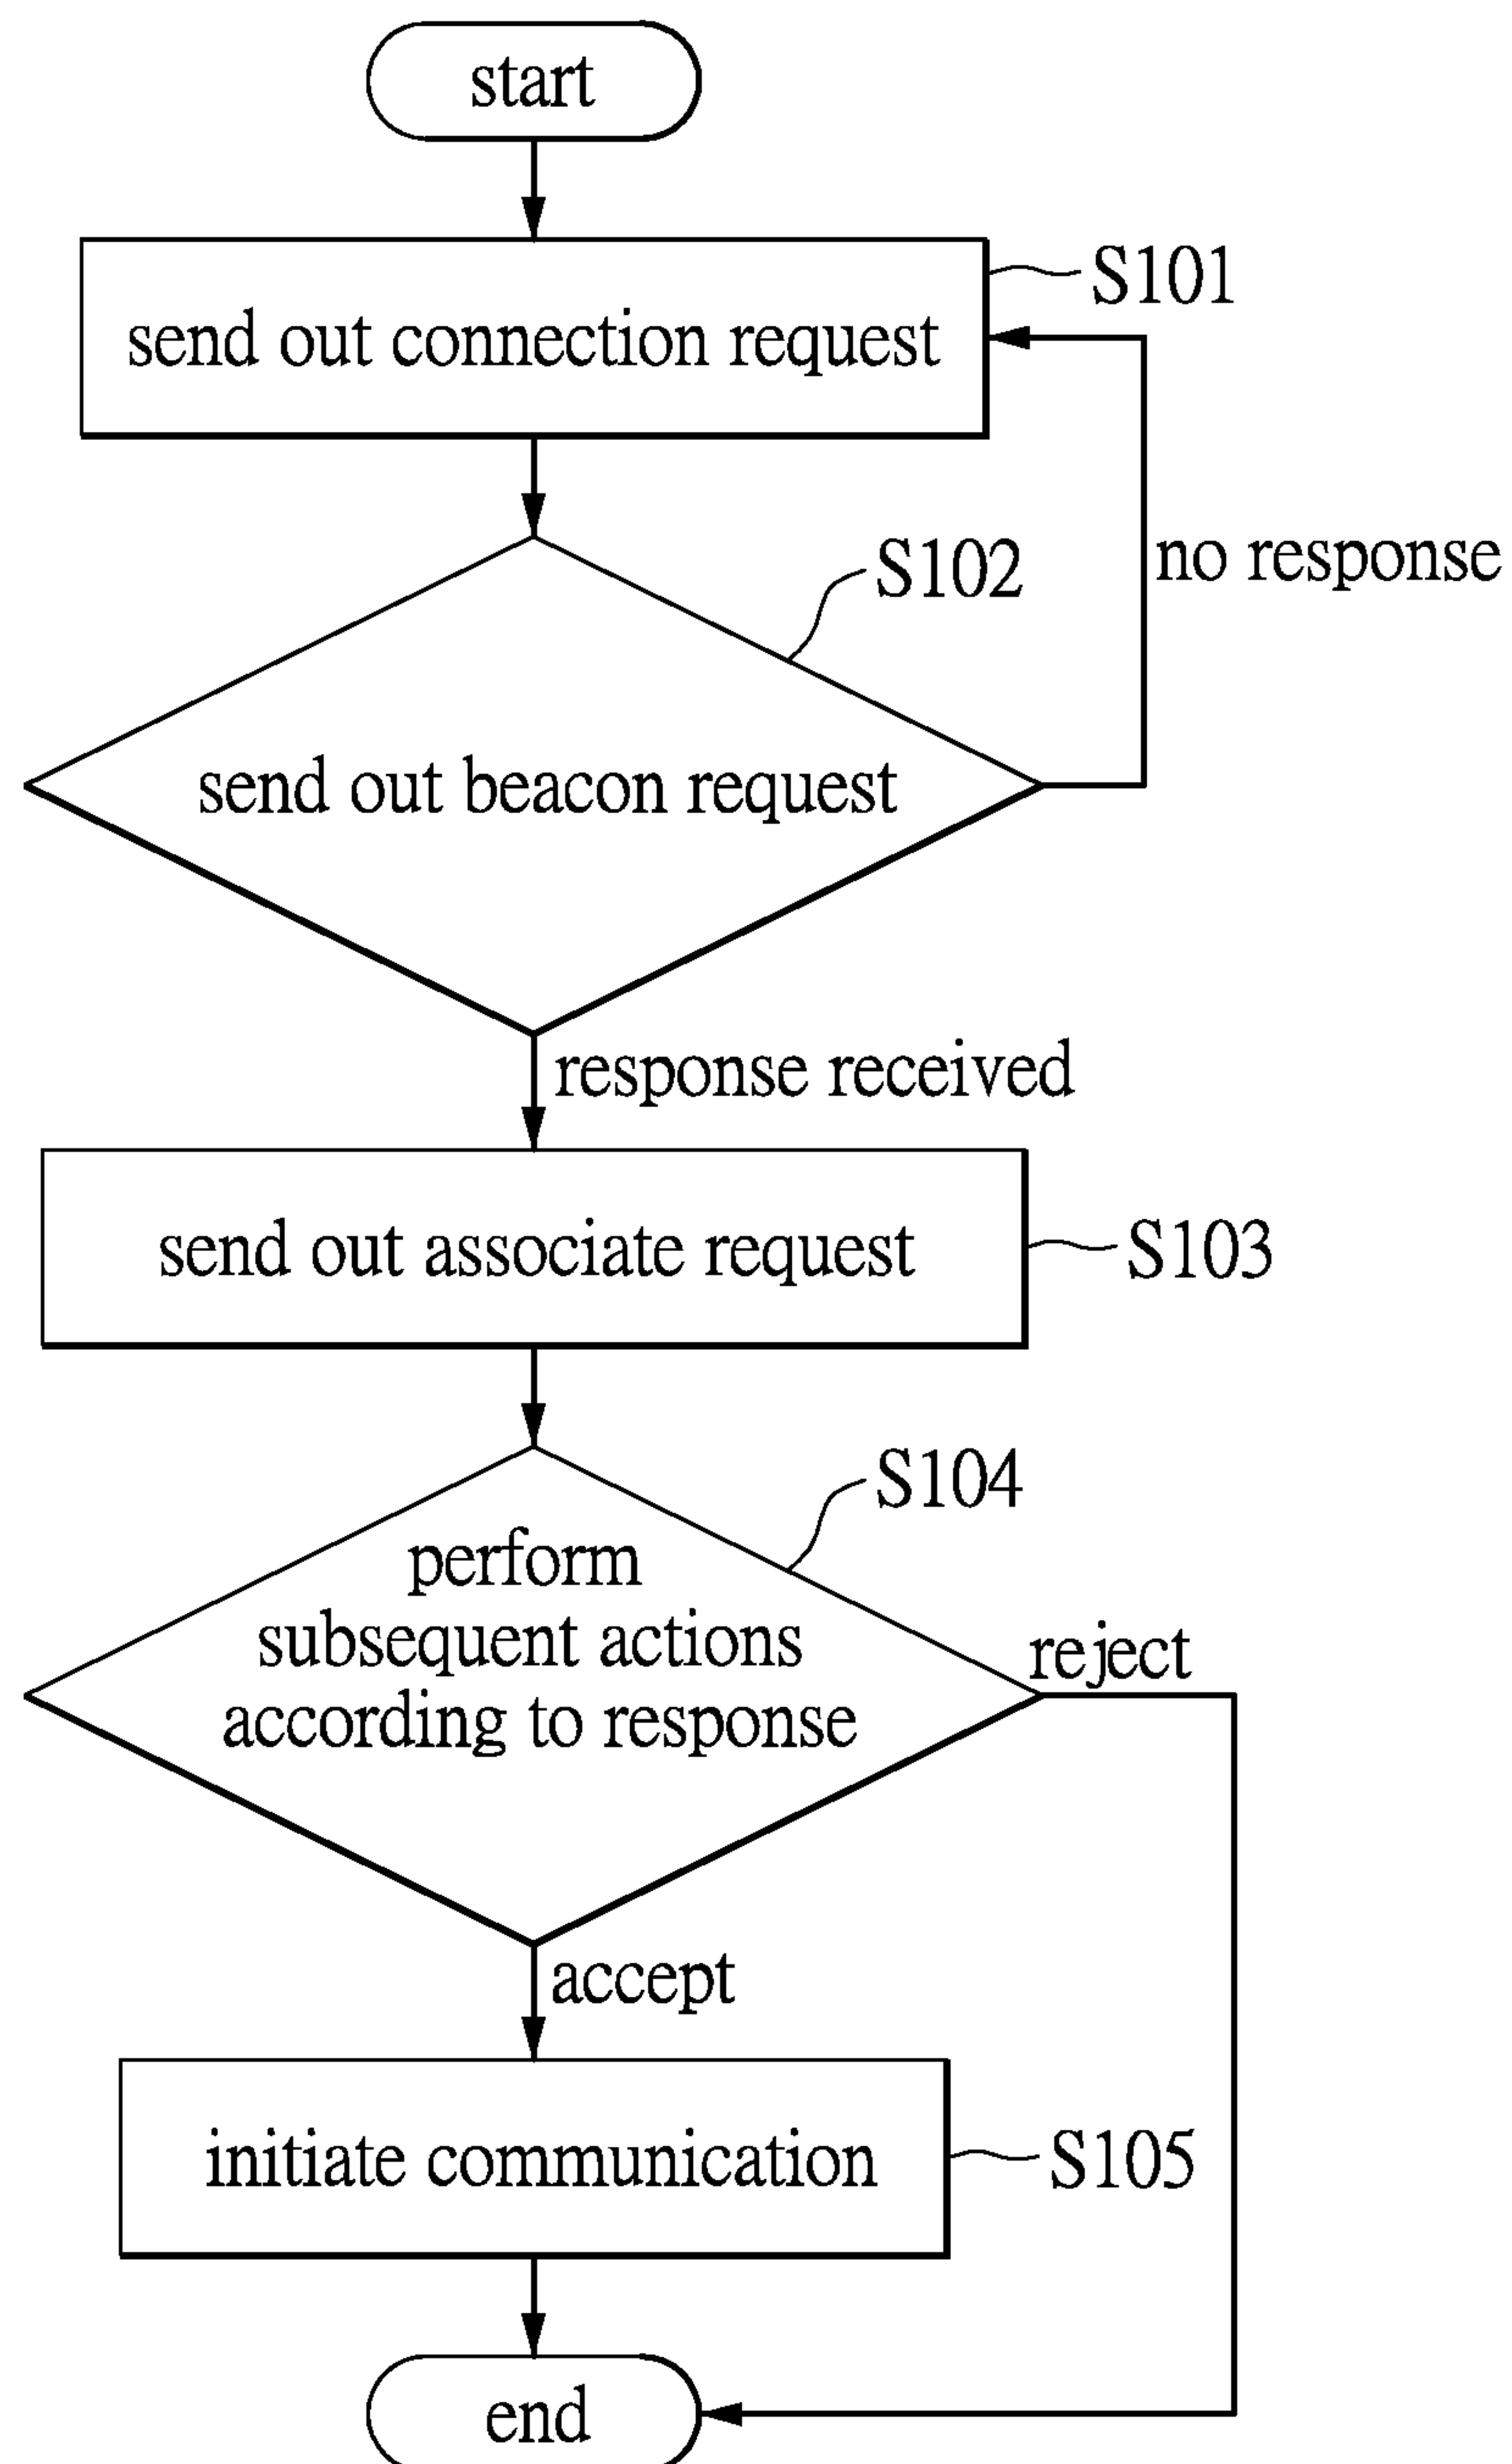 start
S101
send out connection request
S102
no response
send out beacon request
response received
send out associate request
S103
S104
perform
subsequent actions
according to response
reject
accept
initiate communication
S105
end